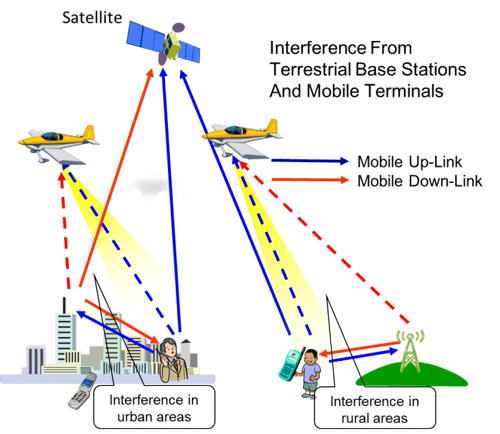 Satellite
Interference From
Terrestrial Base Stations
And Mobile Terminals
Mobile Up-Link
Mobile Down-Link
Interference in
urban areas
Interference in
rural areas